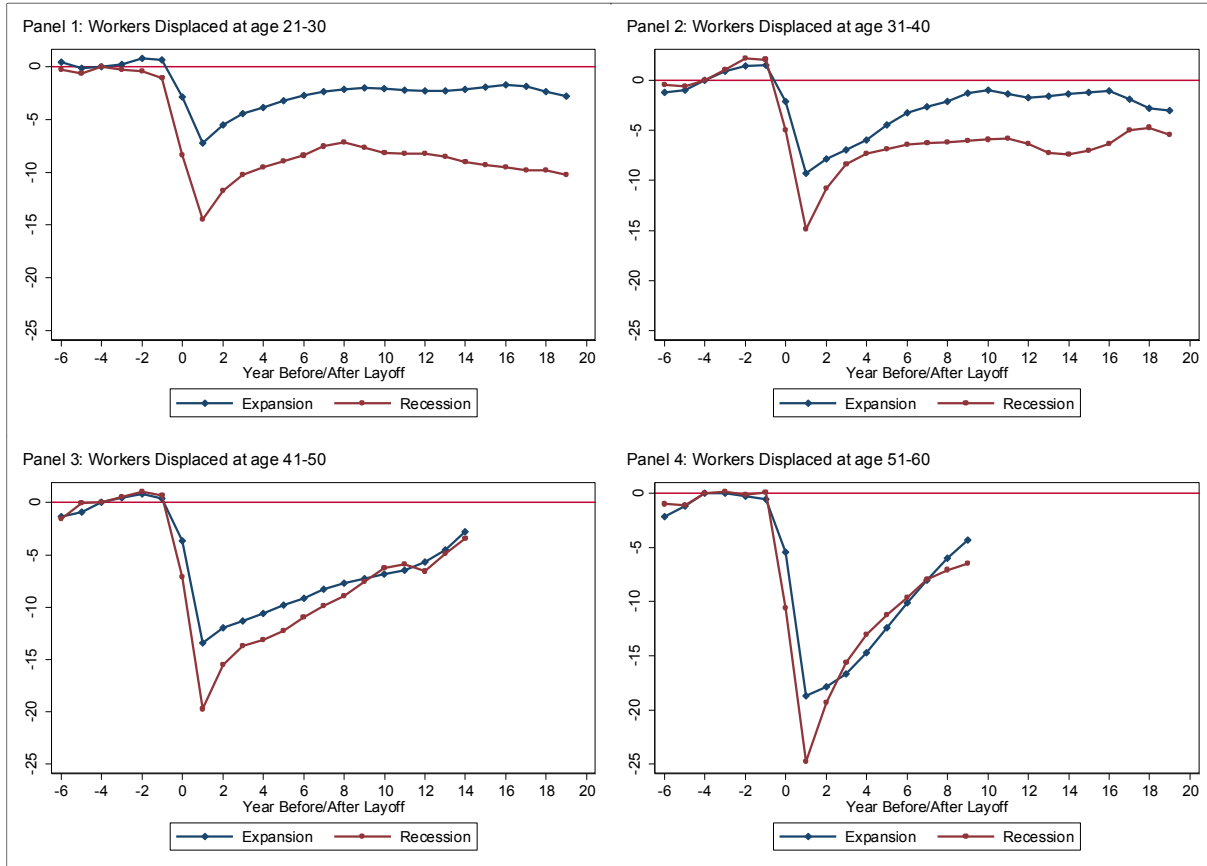 Panel 1: Workers Displaced at age 21-30
0
-5
-10
-15
-20
-25
-6 -4 -2 0 2 4 6 8 10 12 14 16 18 20
Year Before/After Layoff
Expansion Recession
Panel 2: Workers Displaced at age 31-40
0
-5
-10
-15
-20
-25
-6 -4 -2 0 2 4 6 8 10 12 14 16 18 20
Year Before/After Layoff
Expansion Recession
Panel 3: Workers Displaced at age 41-50
0
-5
-10
-15
-20
-25
-6 -4 -2 0 2 4 6 8 10 12 14 16 18 20
Year Before/After Layoff
Expansion Recession
Panel 4: Workers Displaced at age 51-60
0
-5
-10
-15
-20
-25
-6 -4 -2 0 2 4 6 8 10 12 14 16 18 20
Year Before/After Layoff
Expansion Recession